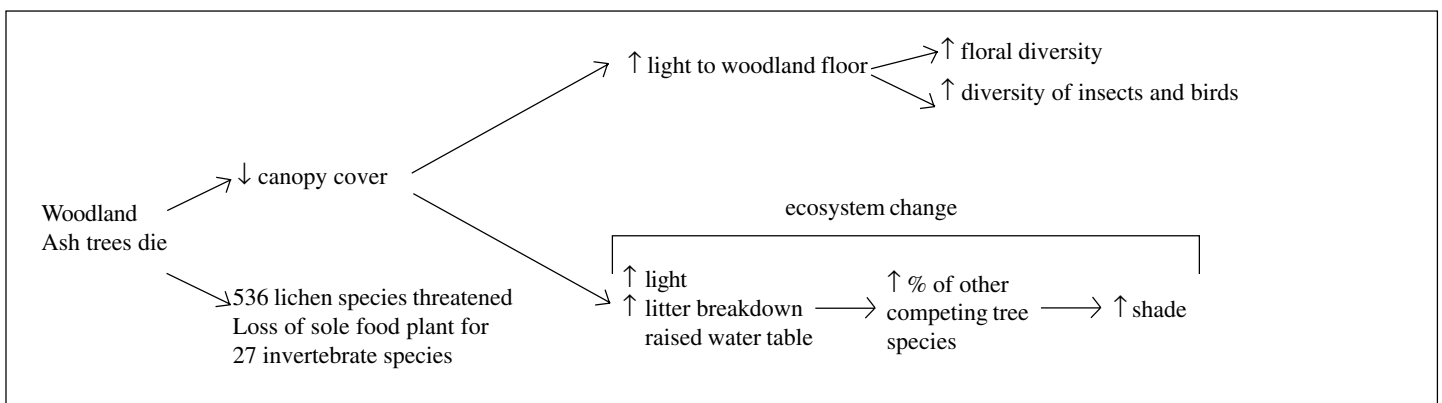 Woodland
Ash trees die
↓ canopy cover
536 lichen species threatened
Loss of sole food plant for
27 invertebrate species
↑ light to woodland floor
↑ floral diversity
↑ diversity of insects and birds
ecosystem change
↑ light
↑ litter breakdown
raised water table
↑ % of other
competing tree
species
↑ shade